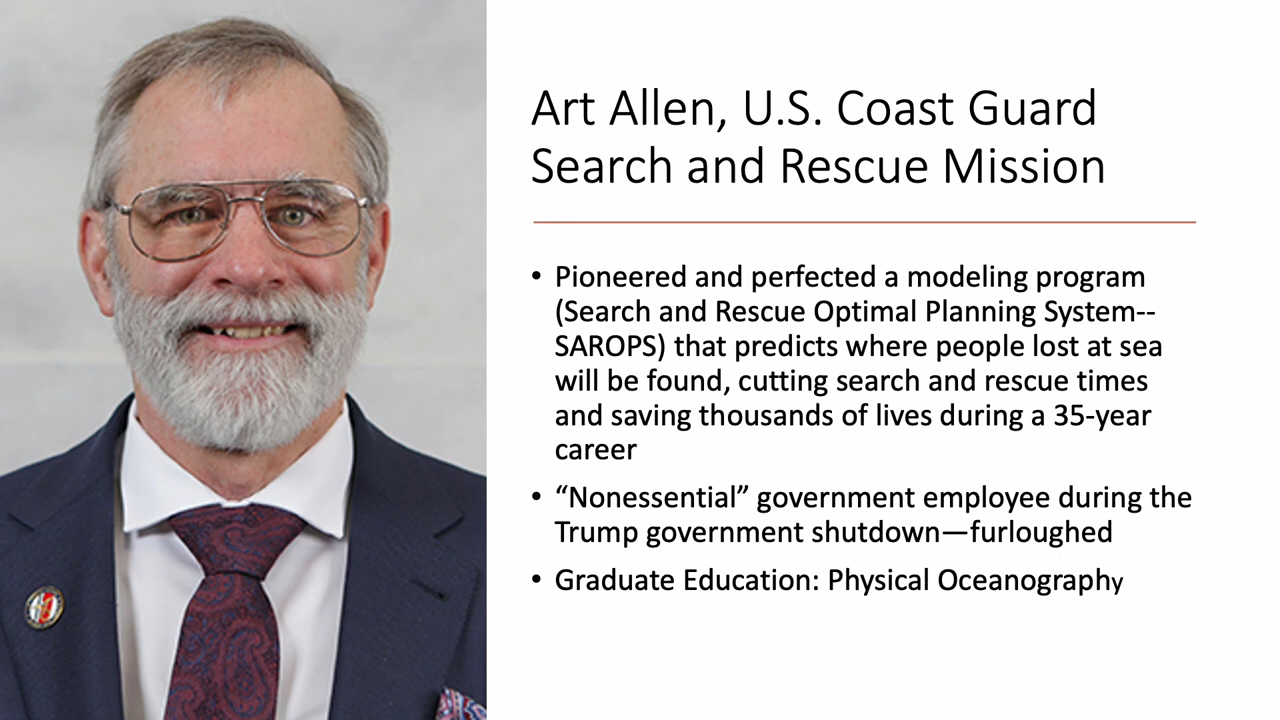 Art Allen, U.S. Coast Guard
Search and Rescue Mission
• Pioneered and perfected a modeling program
(Search and Rescue Optimal Planning System--
SAROPS) that predicts where people lost at sea
will be found, cutting search and rescue times
and saving thousands of lives during a 35-year
career
• “Nonessential” government employee during the
Trump government shutdown—furloughed
• Graduate Education: Physical Oceanography